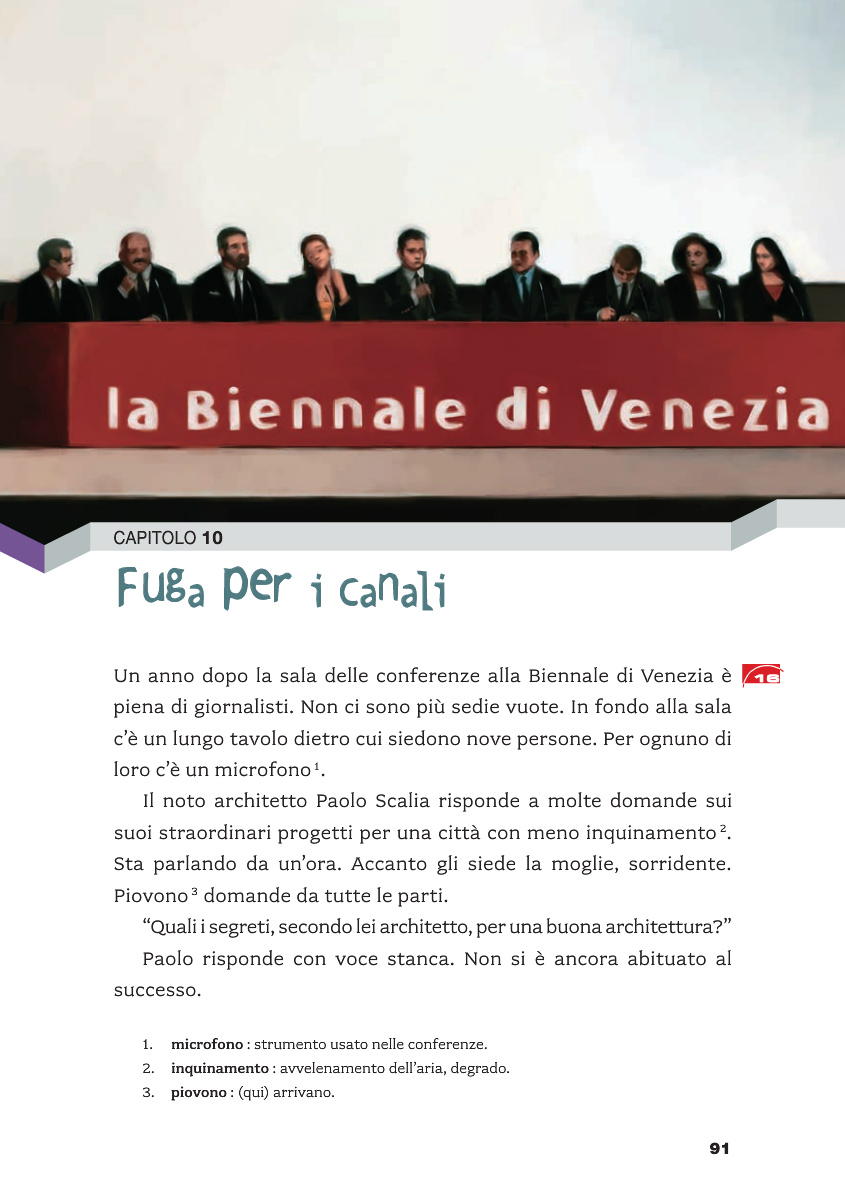 la Biennale di Venezia
CAPITOLO 10
Fuga per i canali
Un anno dopo la sala delle conferenze alla Biennale di Venezia è
16
piena di giornalisti. Non ci sono più sedie vuote. In fondo alla sala
c’è un lungo tavolo dietro cui siedono nove persone. Per ognuno di
loro c’è un microfono 1.
Il noto architetto Paolo Scalia risponde a molte domande sui
suoi straordinari progetti per una città con meno inquinamento 2.
Sta parlando da un’ora. Accanto gli siede la moglie, sorridente.
Piovono 3 domande da tutte le parti.
“Quali i segreti, secondo lei architetto, per una buona architettura?”
Paolo risponde con voce stanca. Non si è ancora abituato al
successo.
1. microfono : strumento usato nelle conferenze.
2. inquinamento : avvelenamento dell’aria, degrado.
3. piovono : (qui) arrivano.
91